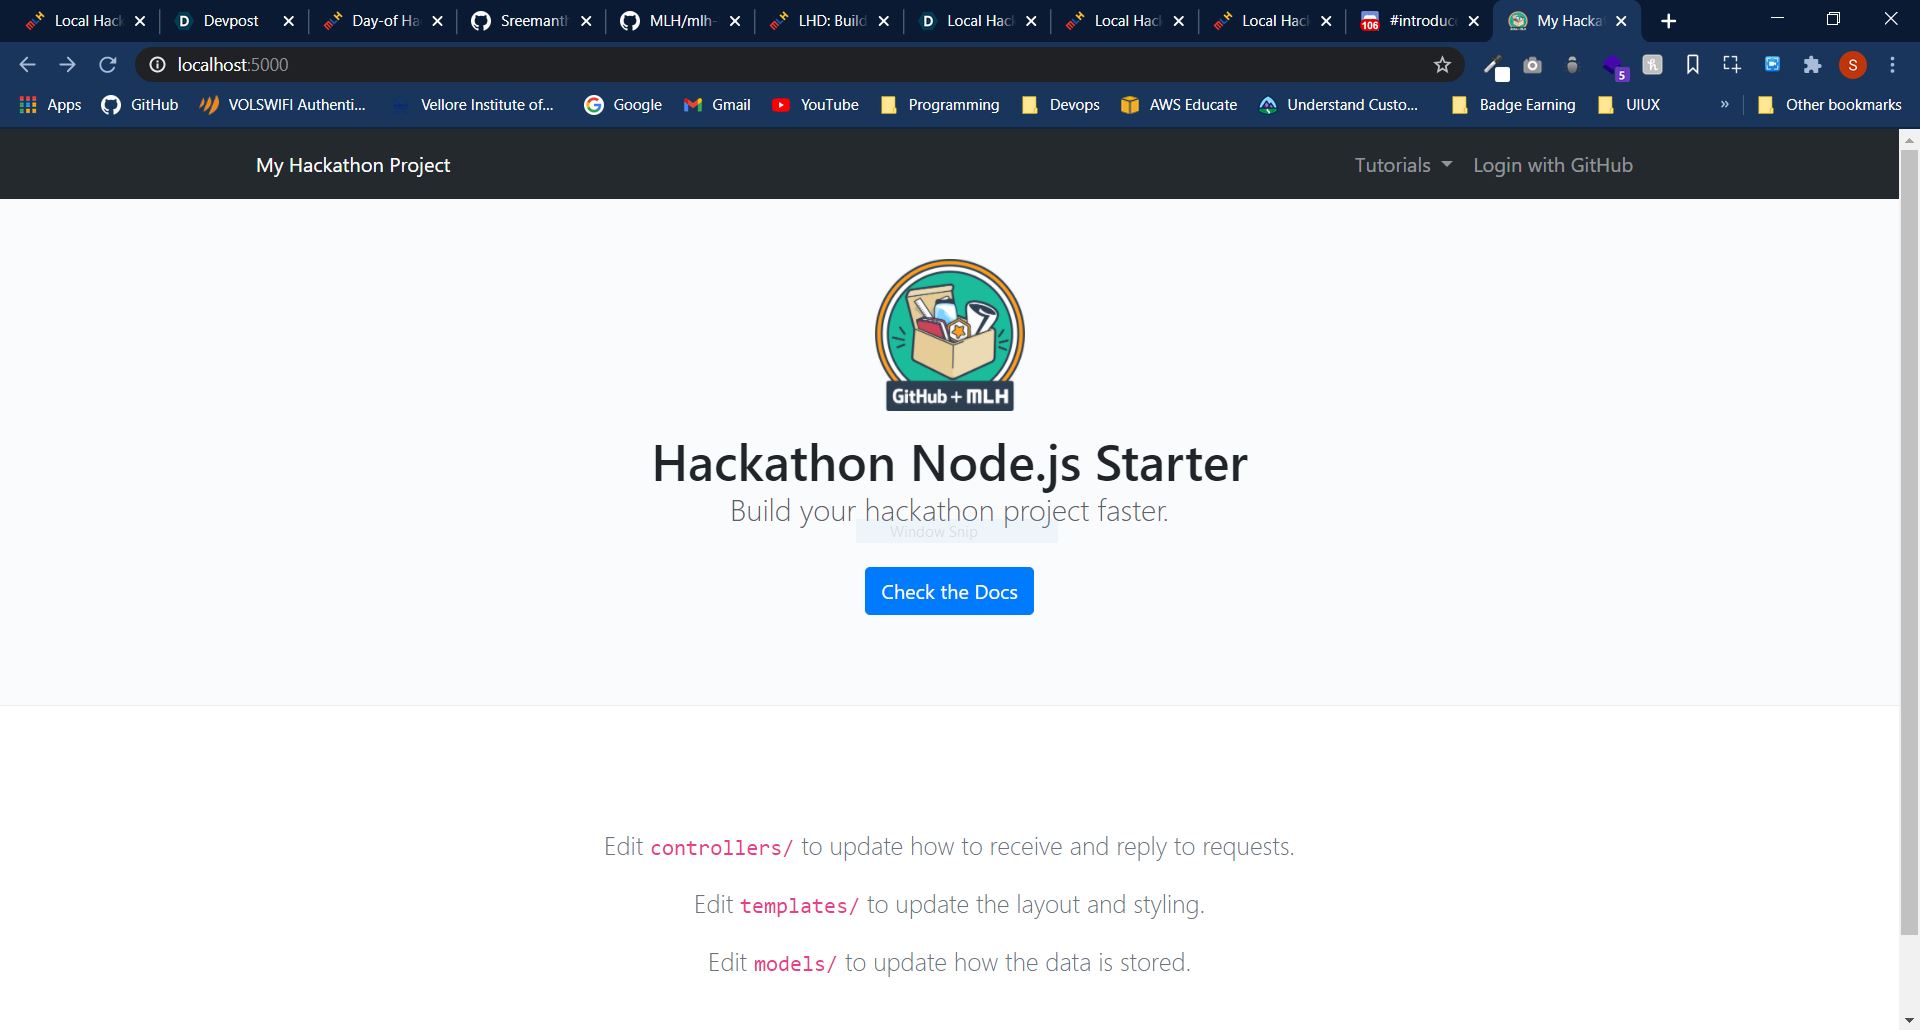 Local Hack
Devpost
Day-of Ha
Sreemanth
MLH/mlh-
LHD: Build
Local Hack
Local Hack
Local Hack
106
#introduc
My Hacka
localhost:5000
5
S
Apps
GitHub
VOLSWIFI Authenti...
Vellore Institute of...
Google
Gmail
YouTube
Programming
Devops
AWS Educate
Understand Custo...
Badge Earning
UIUX
»
Other bookmarks
My Hackathon Project
Tutorials
Login with GitHub
GitHub + MLH
Hackathon Node.js Starter
Build your hackathon project faster.
Window Snip
Check the Docs
Edit controllers/ to update how to receive and reply to requests.
Edit templates/ to update the layout and styling.
Edit models/ to update how the data is stored.